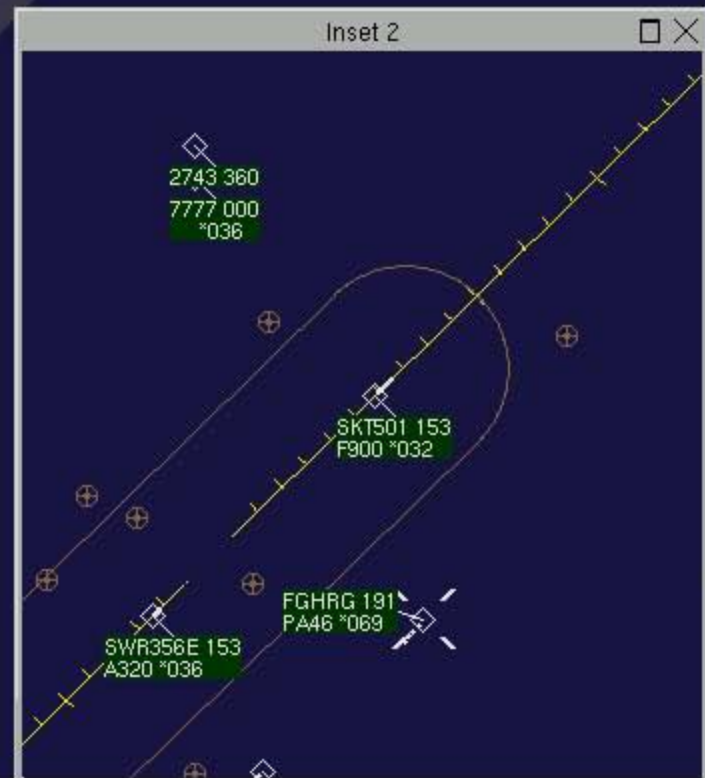 Inset 2
2743 360
7777 000
*036
SKT501 153
F900 *032
FGHRG 191
PA46 *069
SWR356E 153
A320 *036